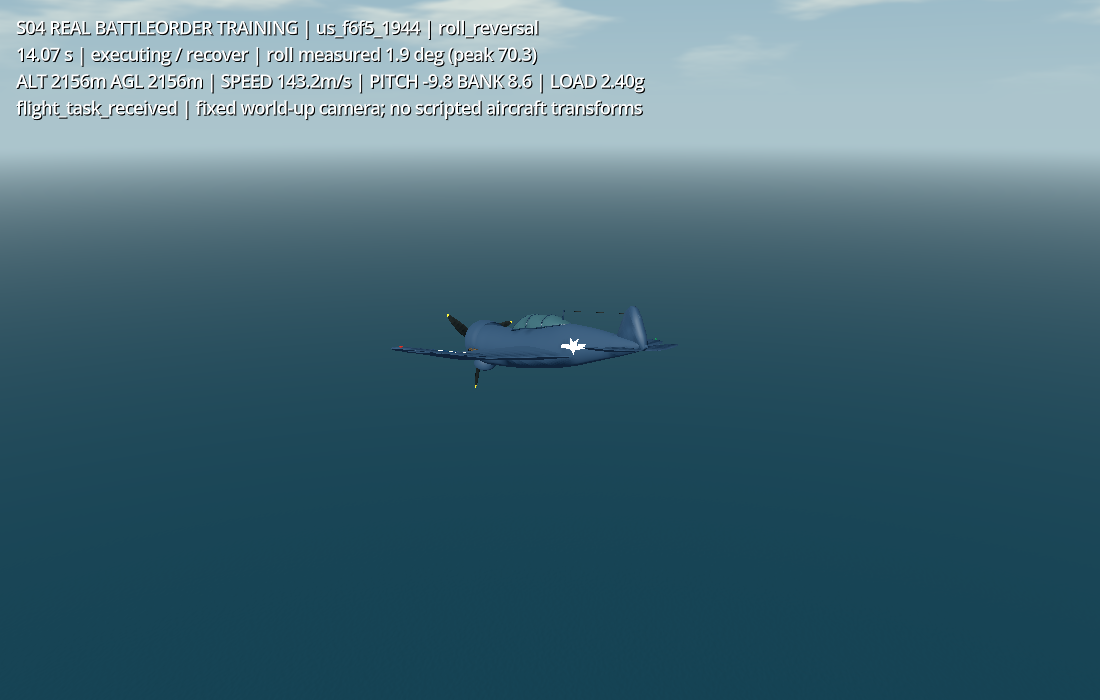 S04 REAL BATTLEORDER TRAINING | us_f6f5_1944 | roll_reversal
14.07 s | executing / recover | roll measured 1.9 deg (peak 70.3)
ALT 2156m AGL 2156m | SPEED 143.2m/s | PITCH -9.8 BANK 8.6 | LOAD 2.40g
flight_task_received | fixed world-up camera; no scripted aircraft transforms